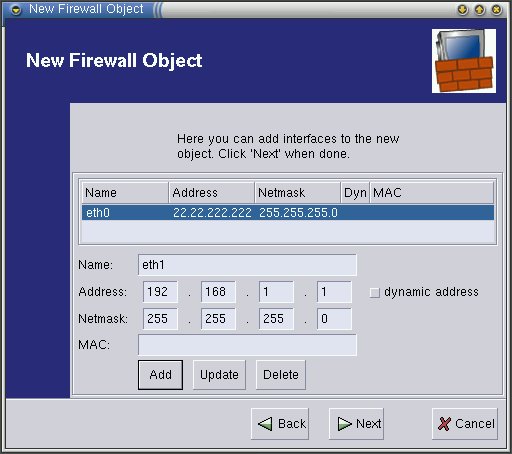 New Firewall Object
New Firewall Object
Here you can add interfaces to the new
object. Click 'Next' when done.
Name Address Netmask Dyn MAC
eth0 22.22.222.222 255.255.255.0
Name: eth1
Address: 192 . 168 . 1 . 1 dynamic address
Netmask: 255 . 255 . 255 . 0
MAC:
Add Update Delete
Back Next Cancel